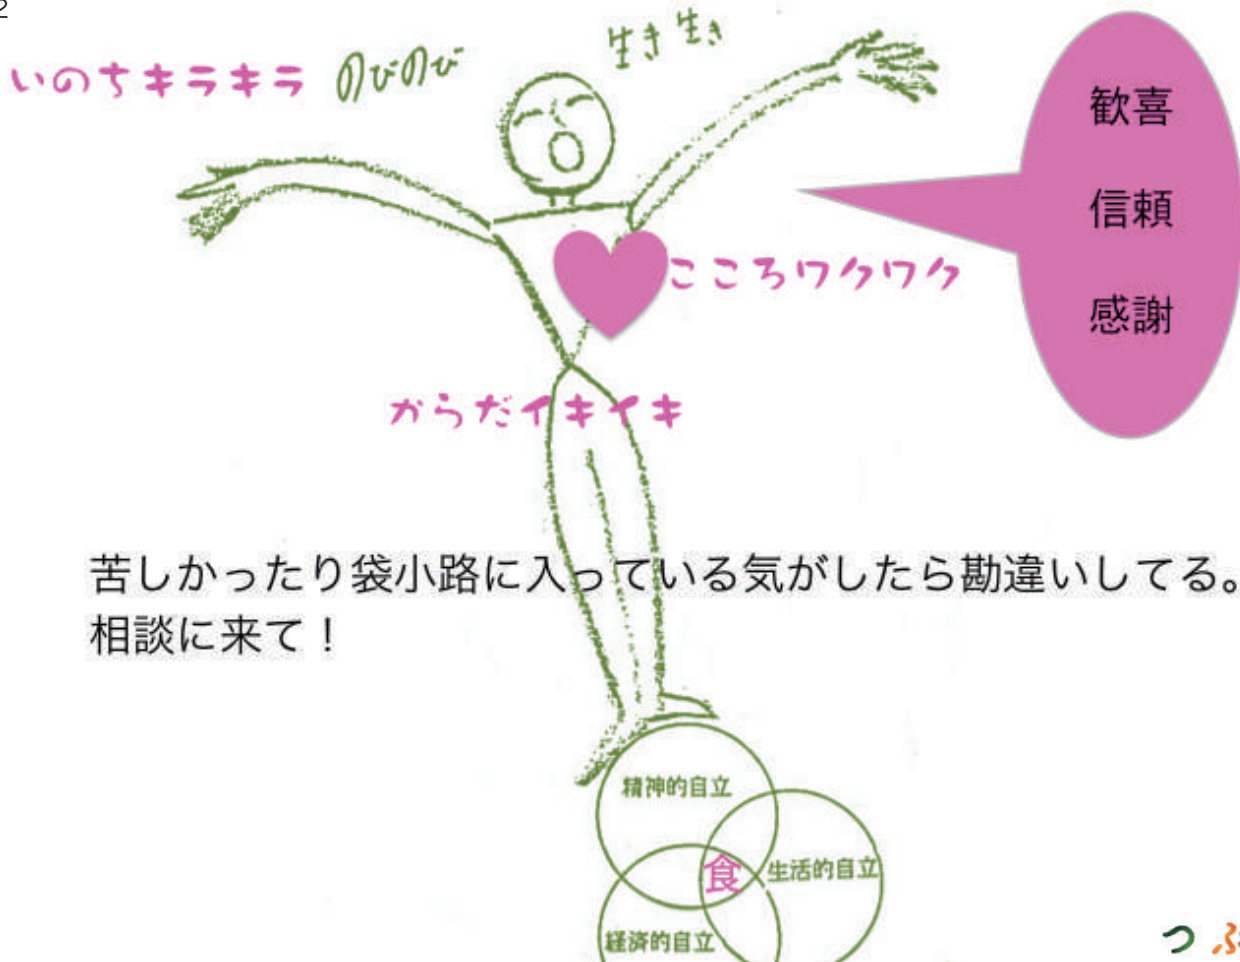 2
生き生き
いのちキラキラ のびのび
歓喜
信頼
感謝
こころワクワク
からだイキイキ
苦しかったり袋小路に入っている気がしたら勘違いしてる。
相談に来て！
精神的自立
食
生活的自立
経済的自立
つ